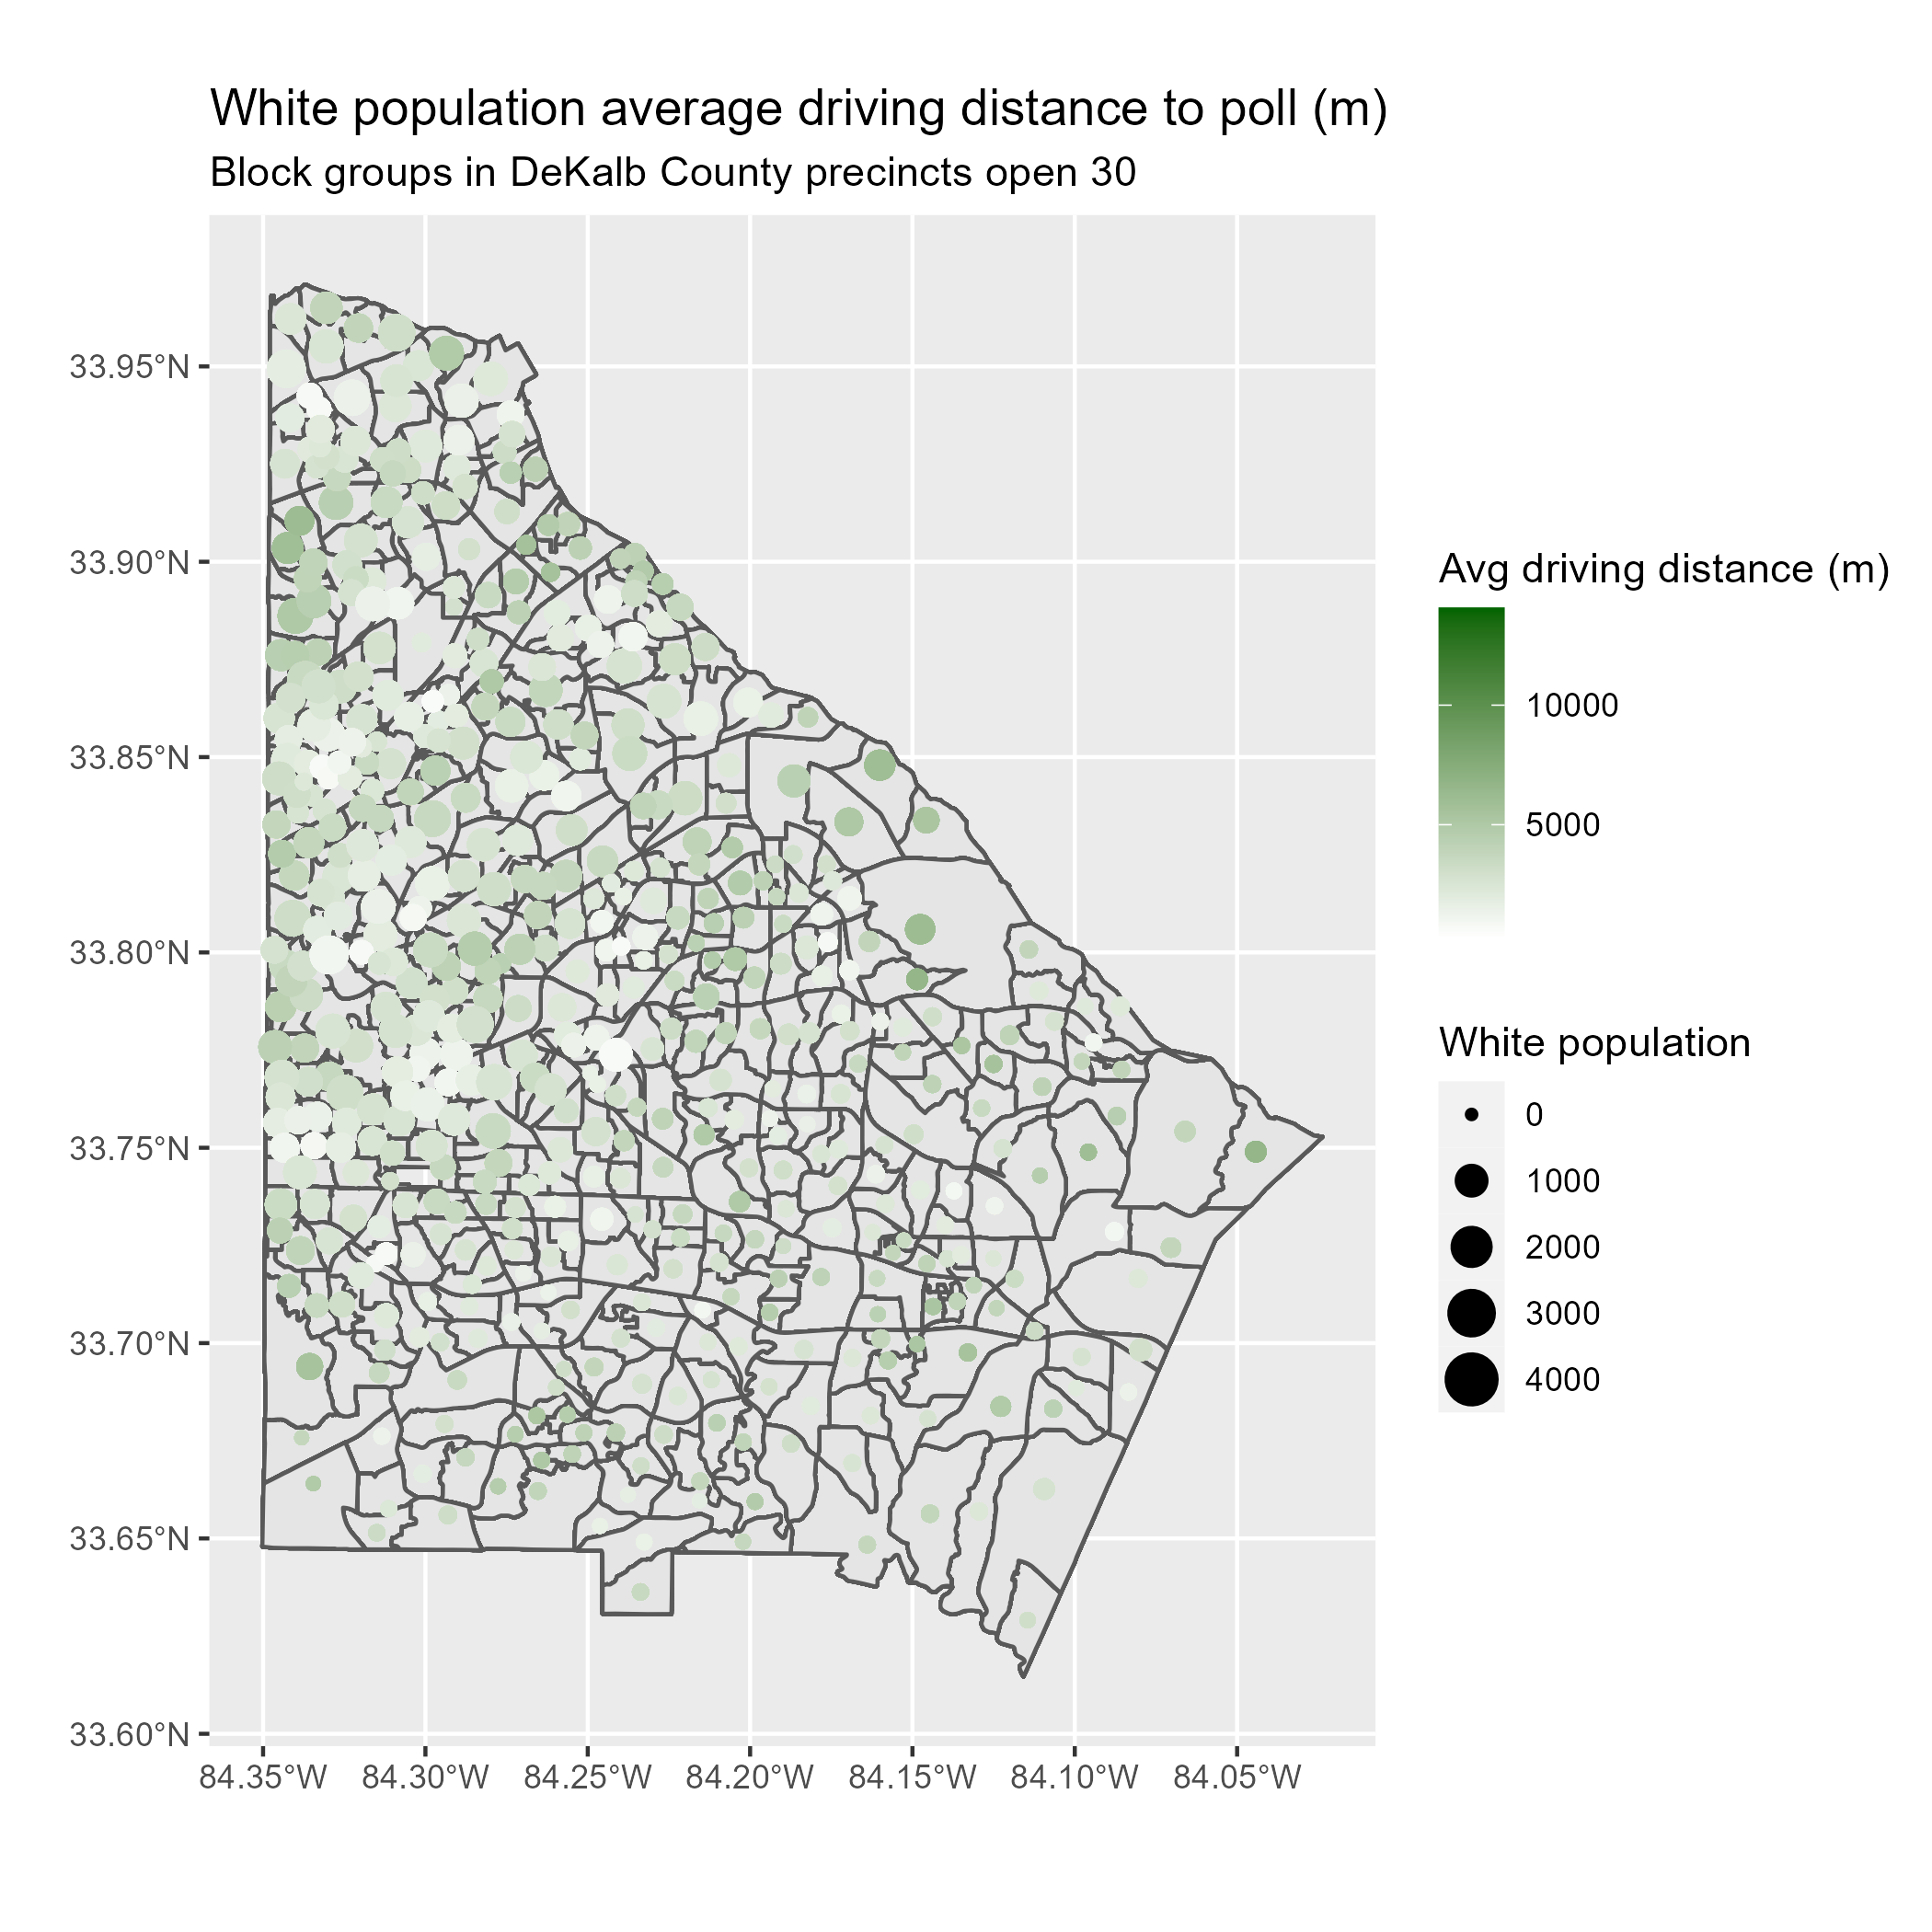 White population average driving distance to poll (m)
Block groups in DeKalb County precincts open 30
33.95°N
33.90°N
33.85°N
33.80°N
33.75°N
33.70°N
33.65°N
33.60°N
84.35°W 84.30°W 84.25°W 84.20°W 84.15°W 84.10°W 84.05°W
Avg driving distance (m)
10000
5000
White population
0
1000
2000
3000
4000